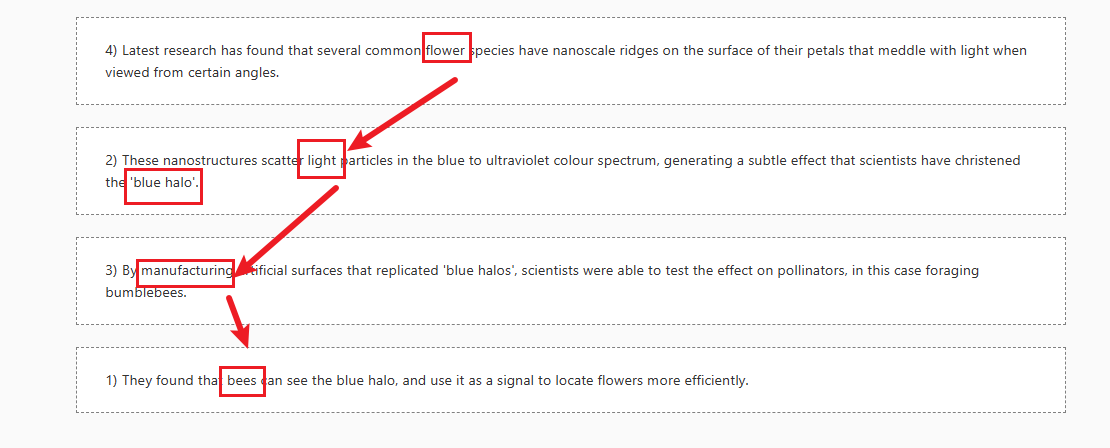 4) Latest research has found that several common flower species have nanoscale ridges on the surface of their petals that meddle with light when
viewed from certain angles.
2) These nanostructures scatter light particles in the blue to ultraviolet colour spectrum, generating a subtle effect that scientists have christened
the 'blue halo'.
3) By manufacturing artificial surfaces that replicated 'blue halos', scientists were able to test the effect on pollinators, in this case foraging
bumblebees.
1) They found that bees can see the blue halo, and use it as a signal to locate flowers more efficiently.